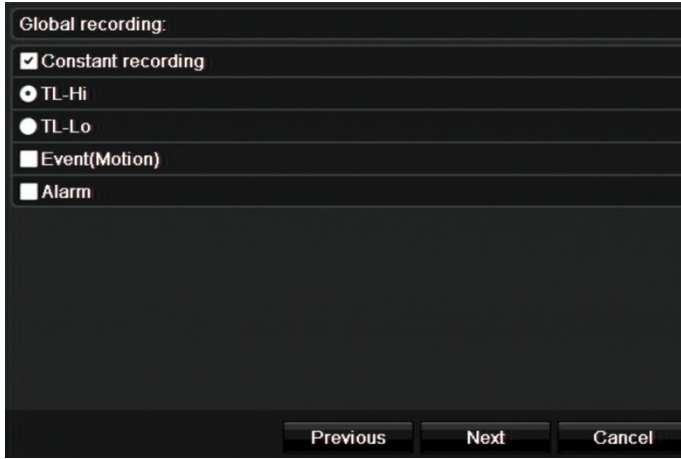 Global recording:
Constant recording
TL-Hi
TL-Lo
Event(Motion)
Alarm
Previous Next Cancel